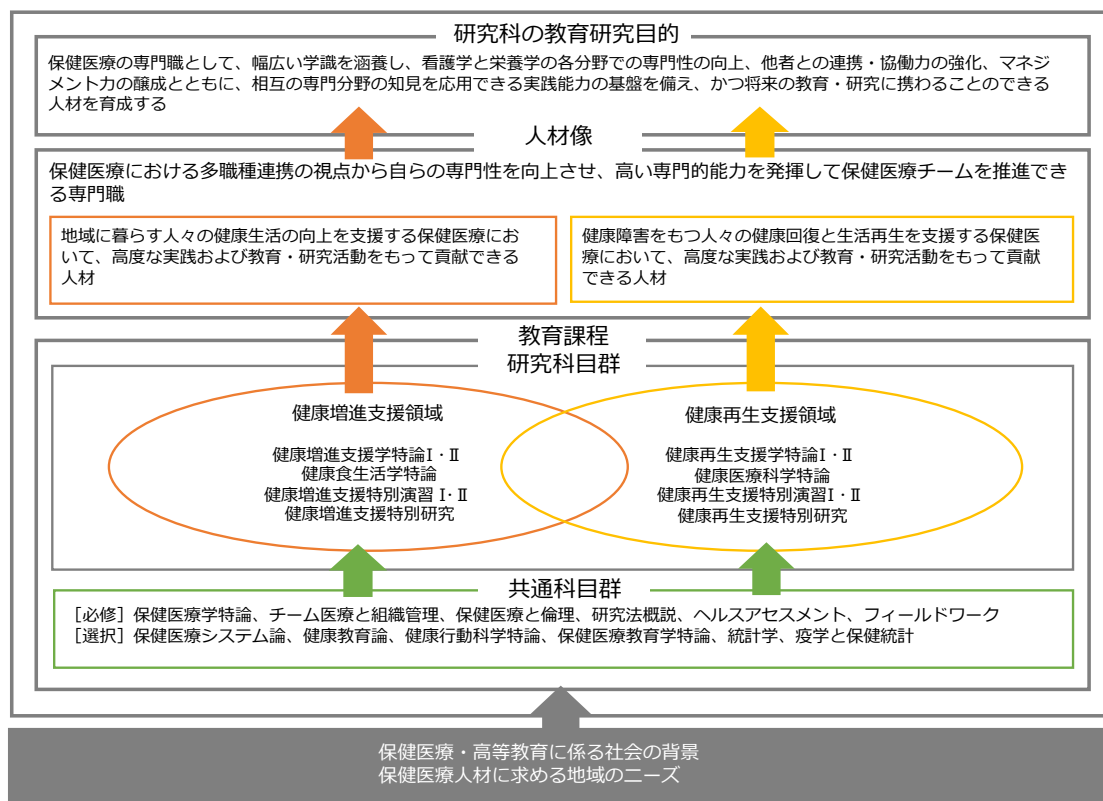 研究科の教育研究目的
保健医療の専門職として、幅広い学識を涵養し、看護学と栄養学の各分野での専門性の向上、他者との連携・協働力の強化、マネジ
メント力の醸成とともに、相互の専門分野の知見を応用できる実践能力の基盤を備え、かつ将来の教育・研究に携わることのできる
人材を育成する
人材像
保健医療における多職種連携の視点から自らの専門性を向上させ、高い専門的能力を発揮して保健医療チームを推進でき
る専門職
地域に暮らす人々の健康生活の向上を支援する保健医療にお
いて、高度な実践および教育・研究活動をもって貢献できる
人材
健康障害をもつ人々の健康回復と生活再生を支援する保健医
療において、高度な実践および教育・研究活動をもって貢献
できる人材
教育課程
研究科目群
健康増進支援領域
健康増進支援学特論Ⅰ・Ⅱ
健康食生活学特論
健康増進支援特別演習 Ⅰ・Ⅱ
健康増進支援特別研究
健康再生支援領域
健康再生支援学特論Ⅰ・Ⅱ
健康医療科学特論
健康再生支援特別演習Ⅰ・Ⅱ
健康再生支援特別研究
共通科目群
［必修］保健医療学特論、チーム医療と組織管理、保健医療と倫理、研究法概説、ヘルスアセスメント、フィールドワーク
［選択］保健医療システム論、健康教育論、健康行動科学特論、保健医療教育学特論、統計学、疫学と保健統計
保健医療・高等教育に係る社会の背景
保健医療人材に求める地域のニーズ